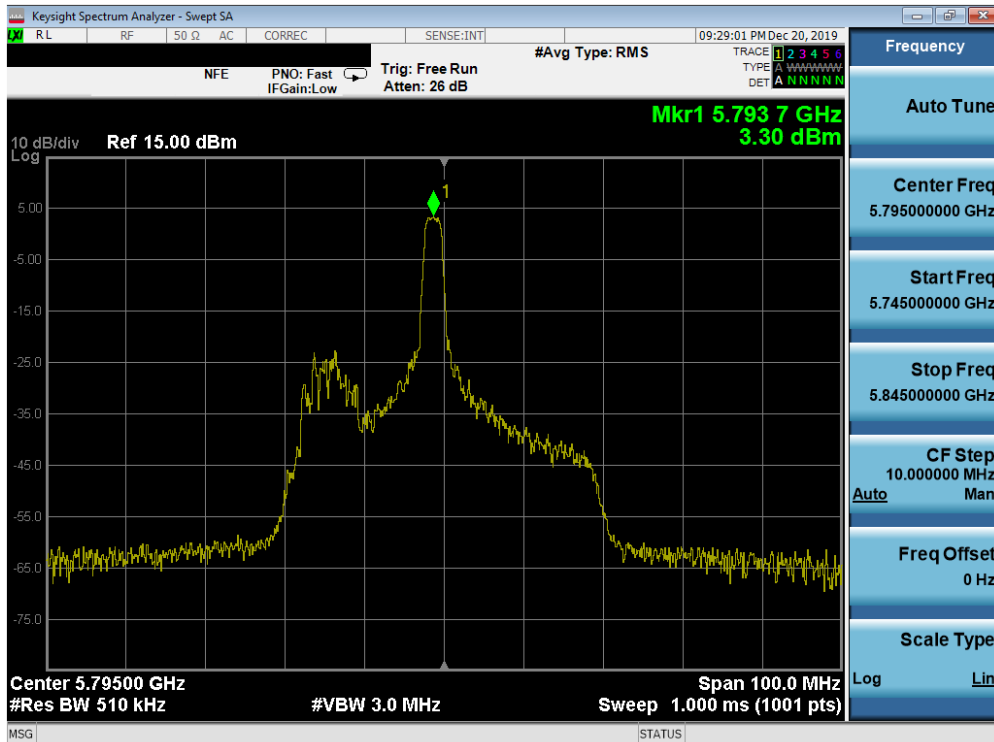 Keysight Spectrum Analyzer - Swept SA
LXI RL RF 50 Ω AC CORREC SENSE:INT 09:29:01 PM Dec 20, 2019
#Avg Type: RMS TRACE 1 2 3 4 5 6
NFE PNO: Fast Trig: Free Run TYPE A W W W W W
IFGain:Low Atten: 26 dB DET A N N N N N
Mkr1 5.793 7 GHz
3.30 dBm
10 dB/div Ref 15.00 dBm
Log
1
5.00
-5.00
-15.0
-25.0
-35.0
-45.0
-55.0
-65.0
-75.0
Center 5.79500 GHz Span 100.0 MHz
#Res BW 510 kHz #VBW 3.0 MHz Sweep 1.000 ms (1001 pts)
MSG STATUS
Frequency
Auto Tune
Center Freq
5.795000000 GHz
Start Freq
5.745000000 GHz
Stop Freq
5.845000000 GHz
CF Step
10.000000 MHz
Auto Man
Freq Offset
0 Hz
Scale Type
Log Lin